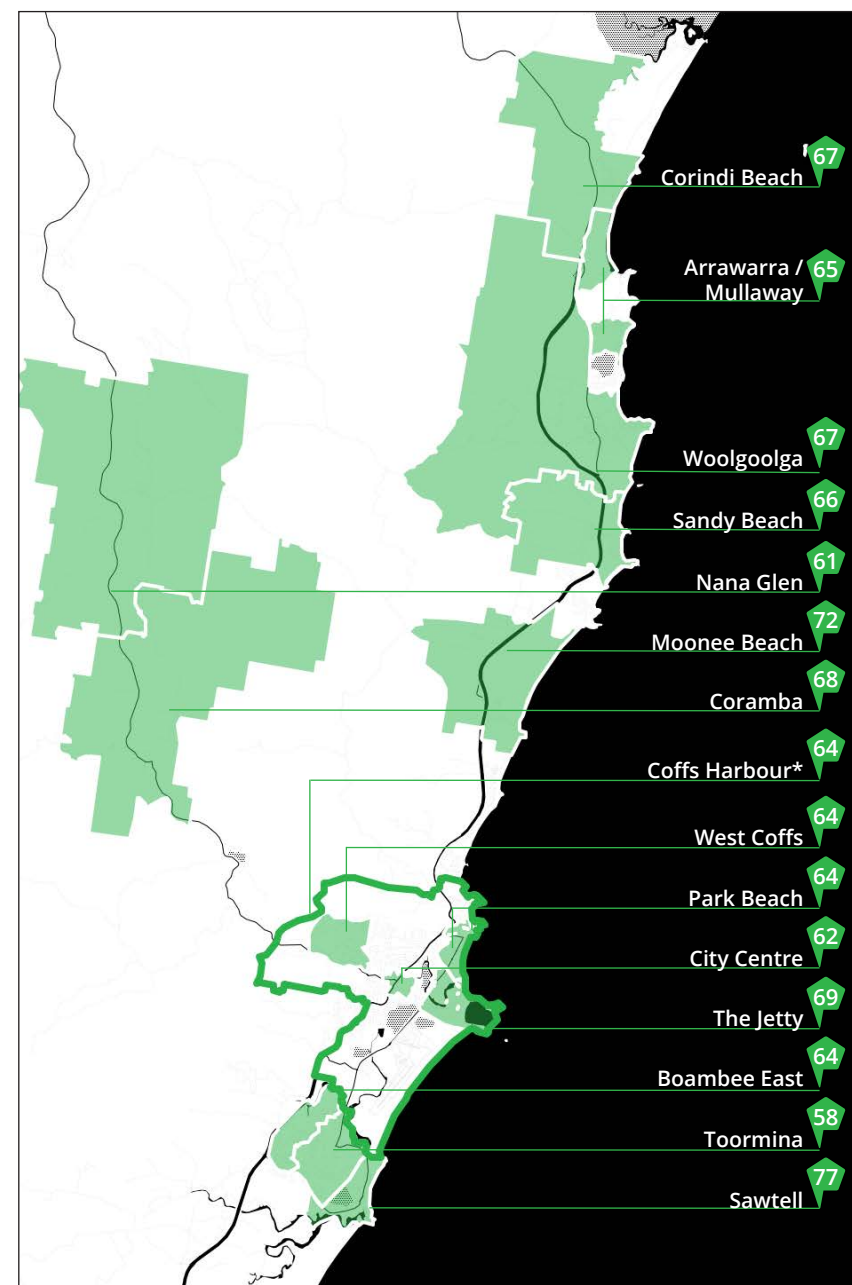 67
Corindi Beach
65
Arrawarra /
Mullaway
67
Woolgoolga
66
Sandy Beach
61
Nana Glen
72
Moonee Beach
68
Coramba
64
Coffs Harbour*
64
West Coffs
64
Park Beach
62
City Centre
69
The Jetty
64
Boambee East
58
Toormina
77
Sawtell